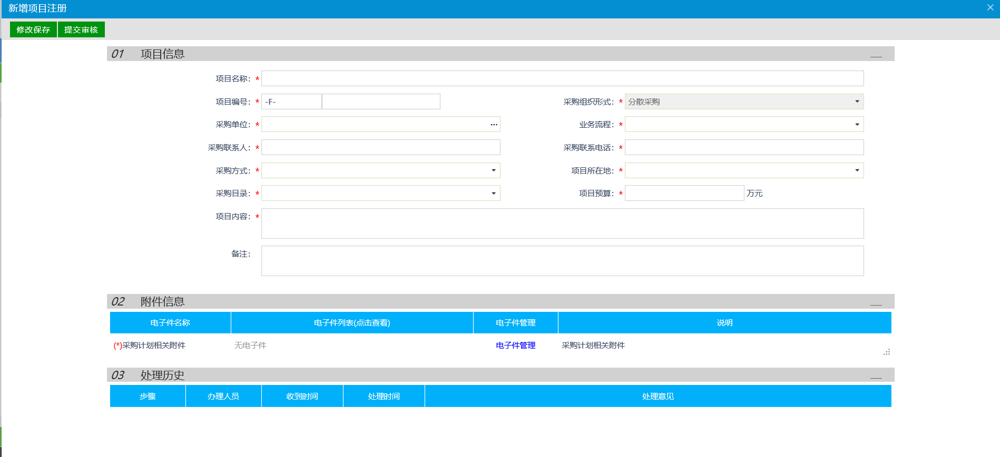 新增项目注册
修改保存 提交审核
01 项目信息
项目名称：*
项目编号：* -F- 采购组织形式：* 分散采购
采购单位：* ... 业务流程：*
采购联系人：* 采购联系电话：*
采购方式：* 项目所在地：*
采购目录：* 项目预算：* 万元
项目内容：*
备注：
02 附件信息
电子件名称 电子件列表(点击查看) 电子件管理 说明
(*)采购计划相关附件 无电子件 电子件管理 采购计划相关附件
03 处理历史
步骤 办理人员 收到时间 处理时间 处理意见